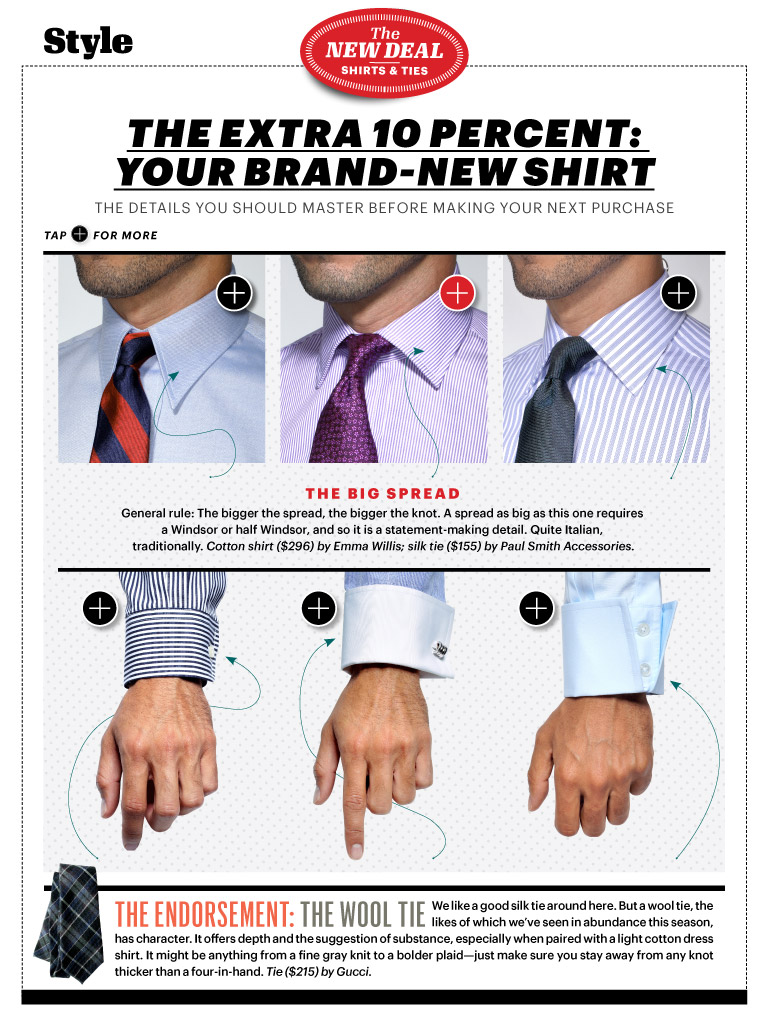 Style
The
NEW DEAL
SHIRTS & TIES
THE EXTRA 10 PERCENT:
YOUR BRAND-NEW SHIRT
THE DETAILS YOU SHOULD MASTER BEFORE MAKING YOUR NEXT PURCHASE
TAP + FOR MORE
THE BIG SPREAD
General rule: The bigger the spread, the bigger the knot. A spread as big as this one requires
a Windsor or half Windsor, and so it is a statement-making detail. Quite Italian,
traditionally. Cotton shirt ($296) by Emma Willis; silk tie ($155) by Paul Smith Accessories.
THE ENDORSEMENT: THE WOOL TIE
We like a good silk tie around here. But a wool tie, the
likes of which we’ve seen in abundance this season,
has character. It offers depth and the suggestion of substance, especially when paired with a light cotton dress
shirt. It might be anything from a fine gray knit to a bolder plaid—just make sure you stay away from any knot
thicker than a four-in-hand. Tie ($215) by Gucci.